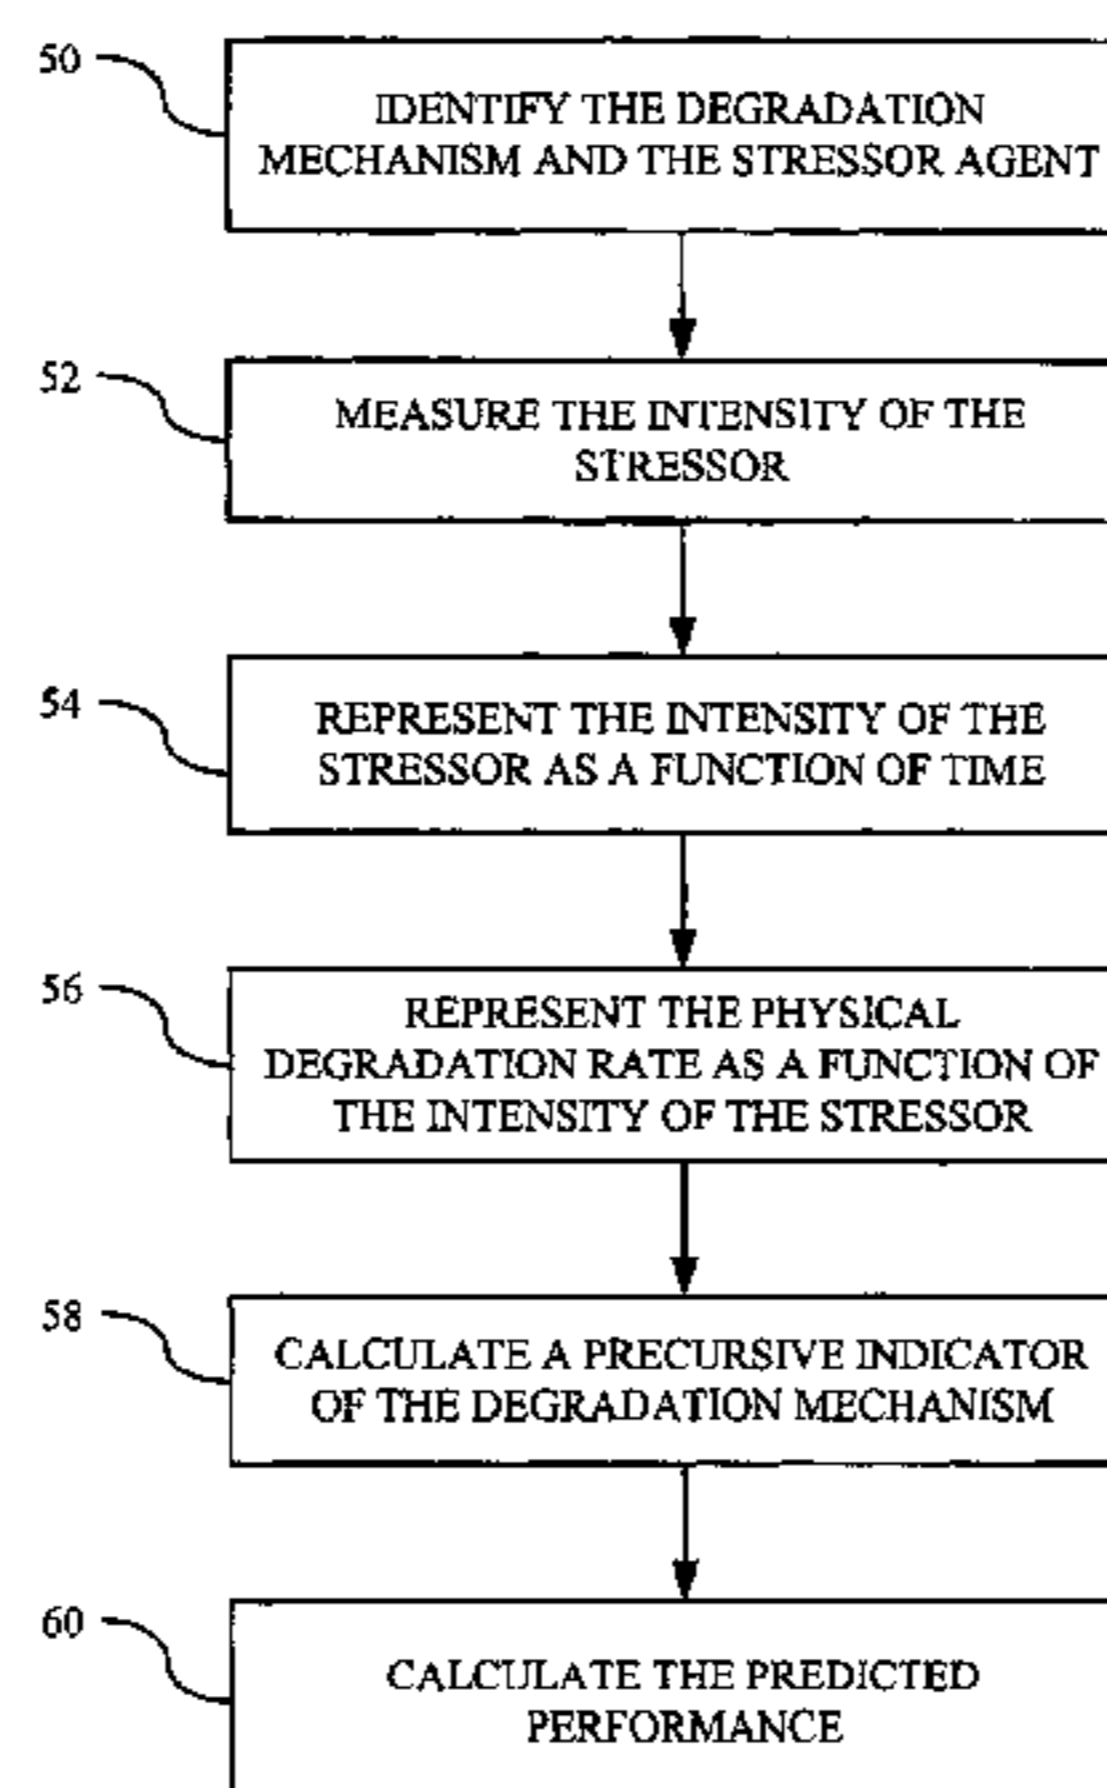 50
IDENTIFY THE DEGRADATION
MECHANISM AND THE STRESSOR AGENT
52
MEASURE THE INTENSITY OF THE
STRESSOR
54
REPRESENT THE INTENSITY OF THE
STRESSOR AS A FUNCTION OF TIME
56
REPRESENT THE PHYSICAL
DEGRADATION RATE AS A FUNCTION OF
THE INTENSITY OF THE STRESSOR
58
CALCULATE A PRECURSIVE INDICATOR
OF THE DEGRADATION MECHANISM
60
CALCULATE THE PREDICTED
PERFORMANCE